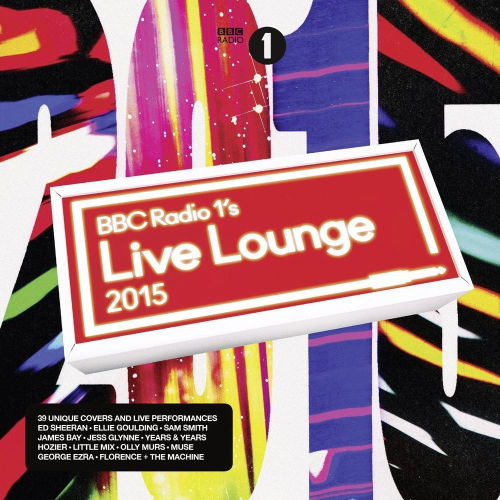 BBC
RADIO
1
BBC Radio 1's
Live Lounge
2015
39 UNIQUE COVERS AND LIVE PERFORMANCES
ED SHEERAN • ELLIE GOULDING • SAM SMITH
JAMES BAY • JESS GLYNNE • YEARS & YEARS
HOZIER • LITTLE MIX • OLLY MURS • MUSE
GEORGE EZRA • FLORENCE + THE MACHINE